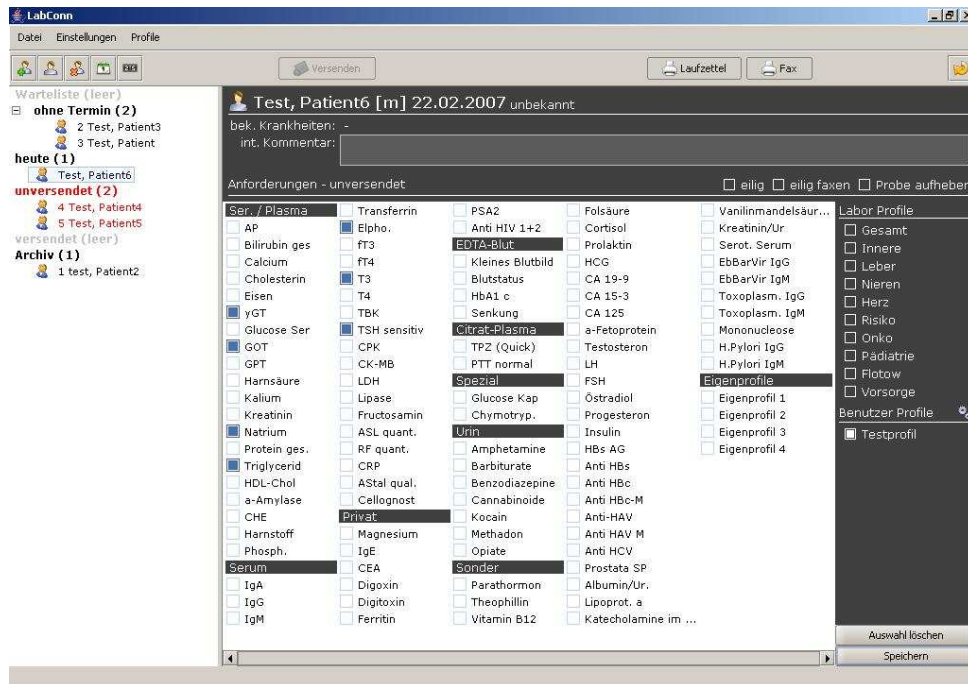 LabConn
Datei Einstellungen Profile
Versenden Laufzettel Fax
Warteliste (leer)
ohne Termin (2)
2 Test, Patient3
3 Test, Patient
heute (1)
Test, Patient6
unversendet (2)
4 Test, Patient4
5 Test, Patient5
versendet (leer)
Archiv (1)
1 test, Patient2
Test, Patient6 [m] 22.02.2007 unbekannt
bek. Krankheiten: -
int. Kommentar:
Anforderungen - unversendet
eilig eilig faxen Probe aufheben
Ser. / Plasma
AP
Bilirubin ges
Calcium
Cholesterin
Eisen
yGT
Glucose Ser
GOT
GPT
Harnsäure
Kalium
Kreatinin
Natrium
Protein ges.
Triglycerid
HDL-Chol
a-Amylase
CHE
Harnstoff
Phosph.
Serum
IgA
IgG
IgM
Transferrin
Elpho.
fT3
fT4
T3
T4
TBK
TSH sensitiv
CPK
CK-MB
LDH
Lipase
Fructosamin
ASL quant.
RF quant.
CRP
AStal qual.
Cellognost
Privat
Magnesium
IgE
CEA
Digoxin
Digitoxin
Ferritin
PSA2
Anti HIV 1+2
EDTA-Blut
Kleines Blutbild
Blutstatus
HbA1 c
Senkung
Citrat-Plasma
TPZ (Quick)
PTT normal
Spezial
Glucose Kap
Chymotryp.
Urin
Amphetamine
Barbiturate
Benzodiazepine
Cannabinoide
Kocain
Methadon
Opiate
Sonder
Parathormon
Theophillin
Vitamin B12
Folsäure
Cortisol
Prolaktin
HCG
CA 19-9
CA 15-3
CA 125
a-Fetoprotein
Testosteron
LH
FSH
Östradiol
Progesteron
Insulin
HBs AG
Anti HBs
Anti HBc
Anti HBc-M
Anti-HAV
Anti HAV M
Anti HCV
Prostata SP
Albumin/Ur.
Lipoprot. a
Katecholamine im ...
Vanilinmandelsäur...
Kreatinin/Ur
Serot. Serum
EbBarVir IgG
EbBarVir IgM
Toxoplasm. IgG
Toxoplasm. IgM
Mononucleose
H.Pylori IgG
H.Pylori IgM
Eigenprofile
Eigenprofil 1
Eigenprofil 2
Eigenprofil 3
Eigenprofil 4
Labor Profile
Gesamt
Innere
Leber
Nieren
Herz
Risiko
Onko
Pädiatrie
Flotow
Vorsorge
Benutzer Profile
Testprofil
Auswahl löschen
Speichern